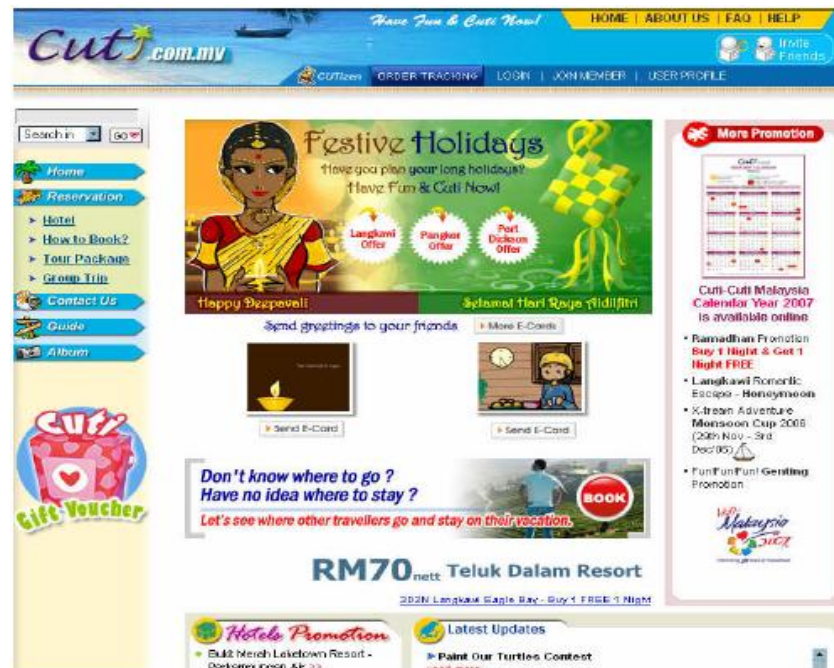 Have Fun & Cuti Now!
HOME | ABOUT US | FAQ | HELP
Cuti.com.my
Invite
Friends
CUTIzen
ORDER TRACKING
LOGIN | JOIN MEMBER | USER PROFILE
Search in
GO
Home
Reservation
Hotel
How to Book?
Tour Package
Group Trip
Contact Us
Guide
Album
Cuti
Gift Voucher
Festive Holidays
Have you plan your long holidays?
Have Fun & Cuti Now!
Langkawi
Offer
Pangkor
Offer
Port
Dickson
Offer
Happy Deepavali
Selamat Hari Raya Aidilfitri
Send greetings to your friends
More E-Cards
Send E-Card
Send E-Card
Don't know where to go ?
Have no idea where to stay ?
Let's see where other travellers go and stay on their vacation.
BOOK
RM70 nett Teluk Dalam Resort
3D2N Langkawi Eagle Bay - Buy 1 FREE 1 Night
Hotels Promotion
Bukit Merah Laketown Resort -
Latest Updates
Paint Our Turtles Contest
More Promotion
Cuti-Cuti Malaysia
Calendar Year 2007
is available online
Ramadhan Promotion
Buy 1 Night & Get 1
Night FREE
Langkawi Romantic
Escape - Honeymoon
X-tream Adventure
Monsoon Cup 2006
(29th Nov - 3rd
Fun!Fun!Fun! Genting
Promotion
Visit
Malaysia
2007